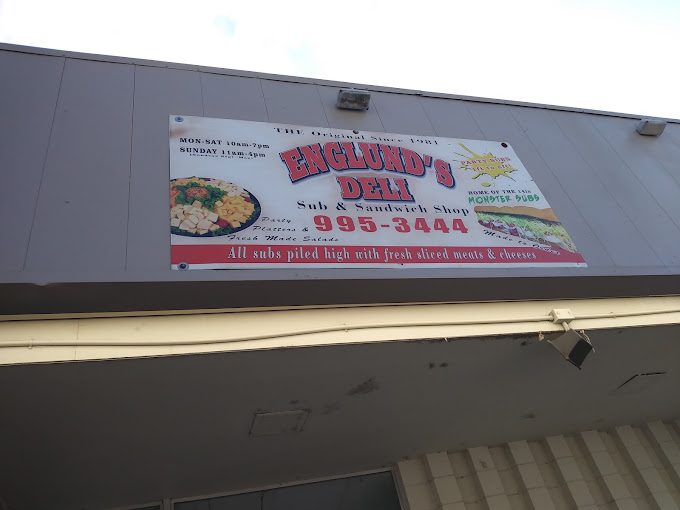 THE Original Since 1981
MON-SAT 10am-7pm
SUNDAY 11am-4pm
ENGLUND'S
DELI
Sub & Sandwich Shop
995-3444
PARTY SUBS
HOME OF THE
MONSTER SUBS
Made to Order
Party
Platters &
Fresh Made Salads
All subs piled high with fresh sliced meats & cheeses